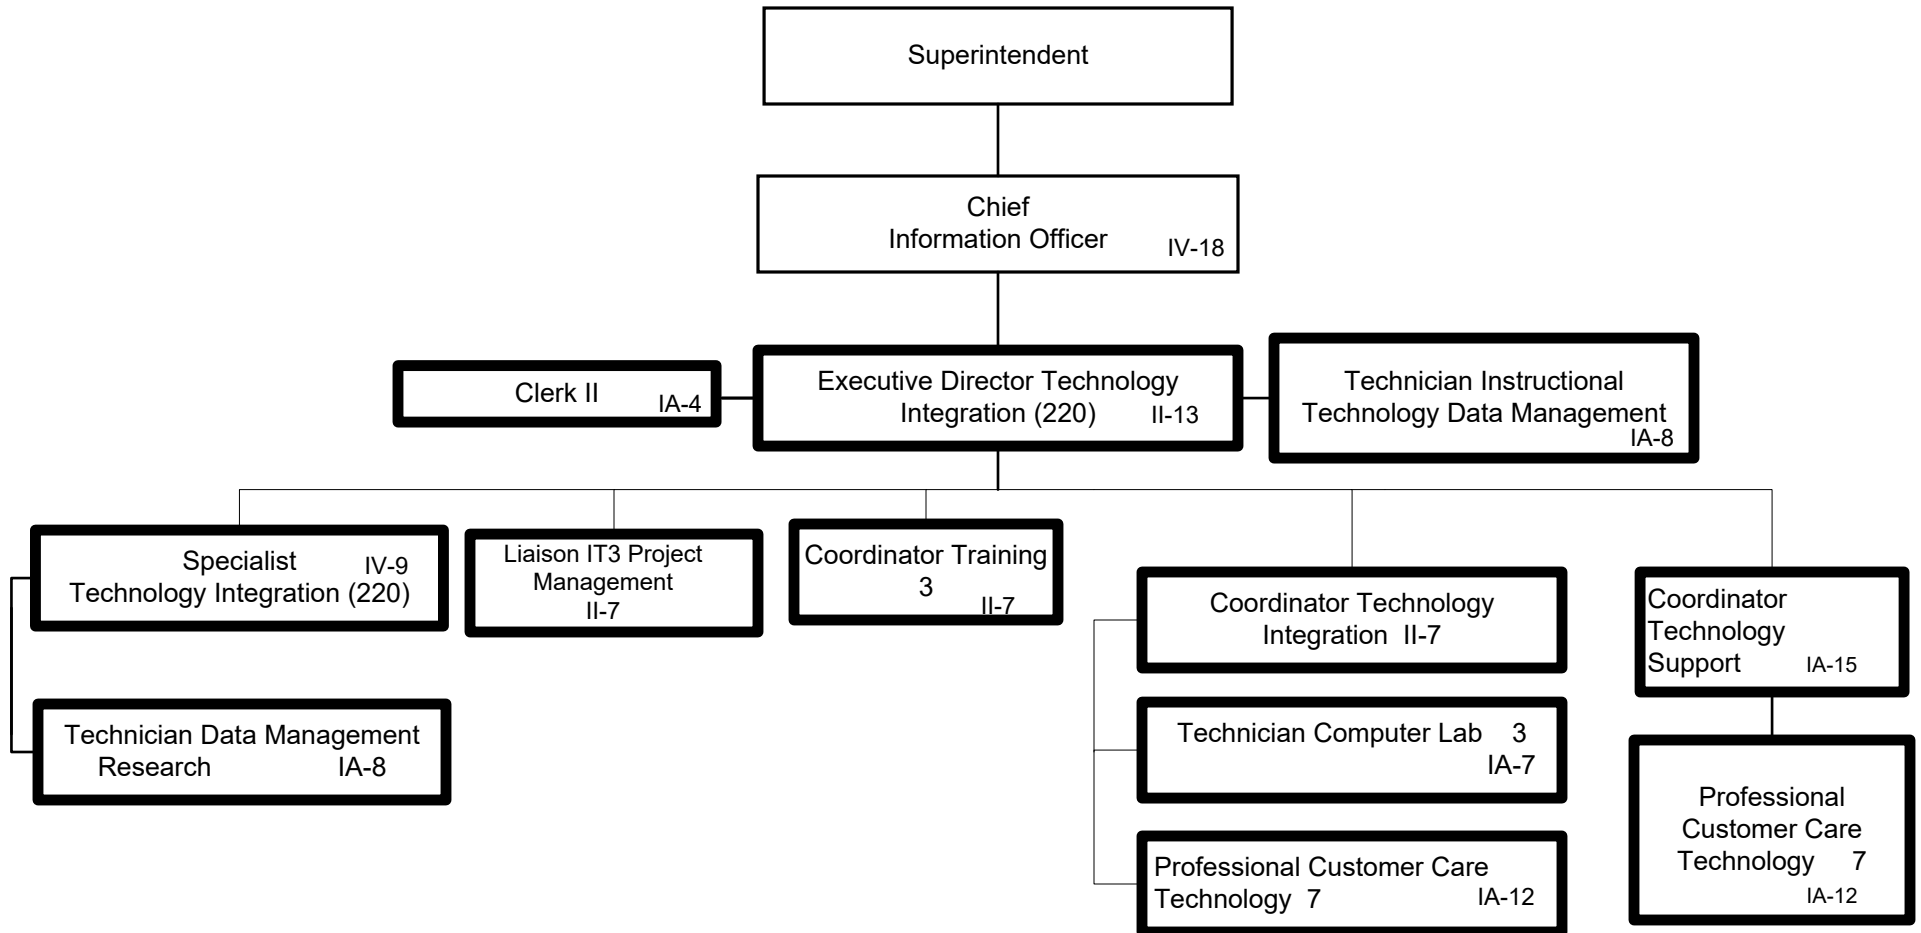 Superintendent
Chief
Information Officer IV-18
Clerk II IA-4
Executive Director Technology
Integration (220) II-13
Technician Instructional
Technology Data Management
IA-8
Specialist IV-9
Technology Integration (220)
Liaison IT3 Project
Management
II-7
Coordinator Training
3
II-7
Coordinator Technology
Integration II-7
Coordinator
Technology
Support IA-15
Technician Data Management
Research IA-8
Technician Computer Lab 3
IA-7
Professional Customer Care
Technology 7 IA-12
Professional
Customer Care
Technology 7
IA-12